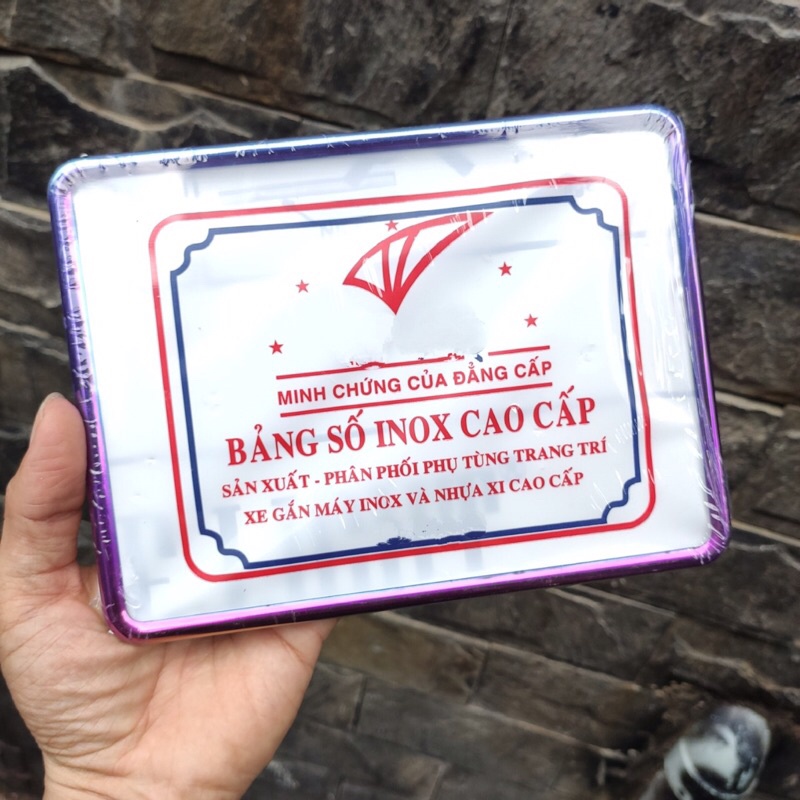 MINH CHỨNG CỦA ĐẲNG CẤP
BẢNG SỐ INOX CAO CẤP
SẢN XUẤT - PHÂN PHỐI PHỤ TÙNG TRANG TRÍ
XE GẮN MÁY INOX VÀ NHỰA XI CAO CẤP